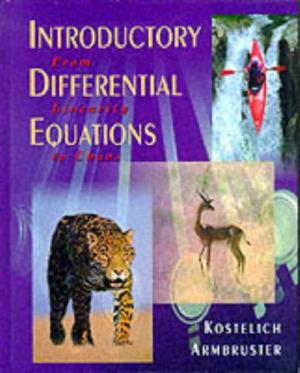 INTRODUCTORY
From
DIFFERENTIAL
Linearity
EQUATIONS
to Chaos
KOSTELICH
ARMBRUSTER